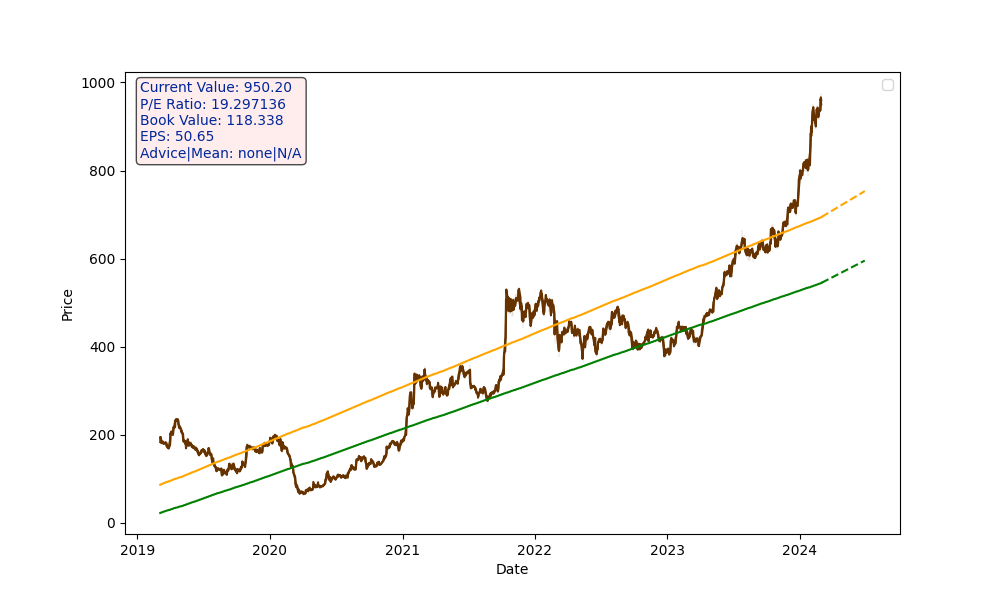 Current Value: 950.20
P/E Ratio: 19.297136
Book Value: 118.338
EPS: 50.65
Advice|Mean: none|N/A
1000
800
600
400
200
0
Price
2019 2020 2021 2022 2023 2024
Date